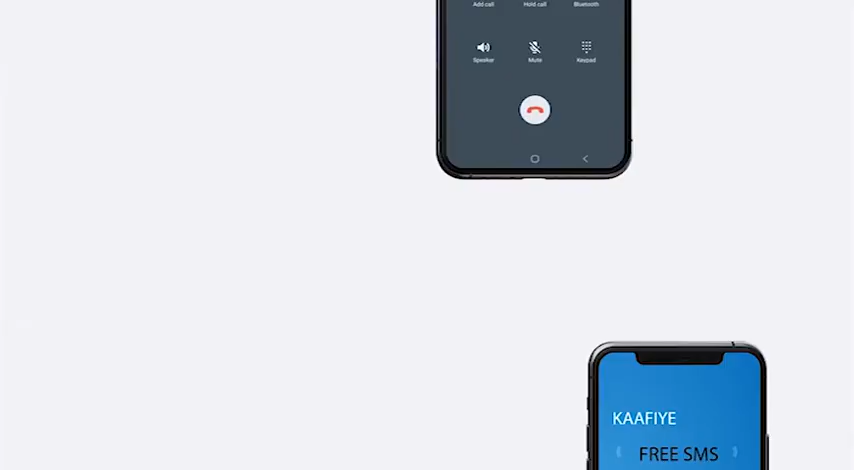 Add call Hold call Bluetooth
Speaker Mute Keypad
KAAFIYE
FREE SMS